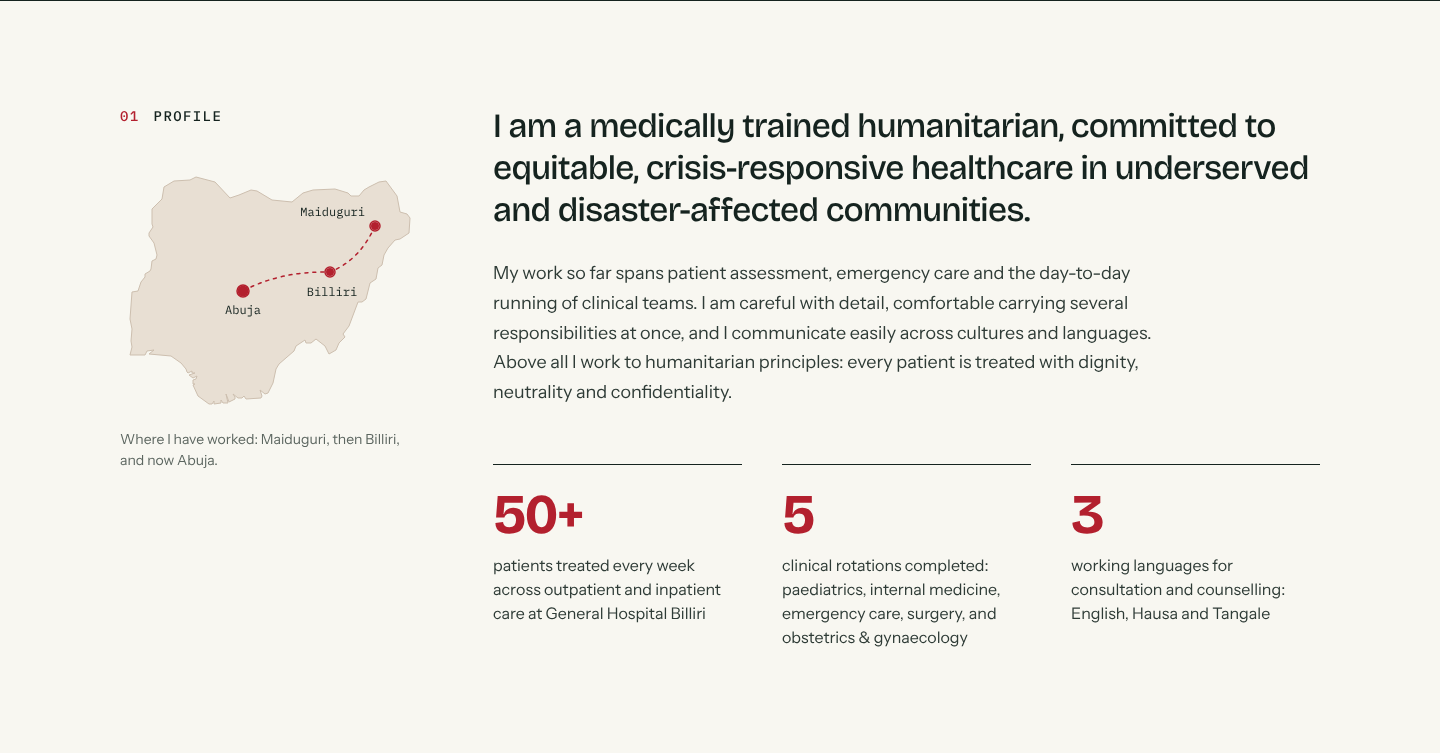 01 PROFILE
Maiduguri
Billiri
Abuja
Where I have worked: Maiduguri, then Billiri,
and now Abuja.
I am a medically trained humanitarian, committed to
equitable, crisis-responsive healthcare in underserved
and disaster-affected communities.
My work so far spans patient assessment, emergency care and the day-to-day
running of clinical teams. I am careful with detail, comfortable carrying several
responsibilities at once, and I communicate easily across cultures and languages.
Above all I work to humanitarian principles: every patient is treated with dignity,
neutrality and confidentiality.
50+
patients treated every week
across outpatient and inpatient
care at General Hospital Billiri
5
clinical rotations completed:
paediatrics, internal medicine,
emergency care, surgery, and
obstetrics & gynaecology
3
working languages for
consultation and counselling:
English, Hausa and Tangale